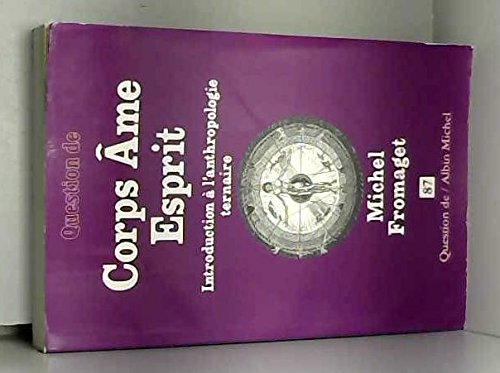 Question de
Corps Âme
Esprit
Introduction à l'anthropologie
ternaire
Michel
Fromaget
87
Question de / Albin Michel